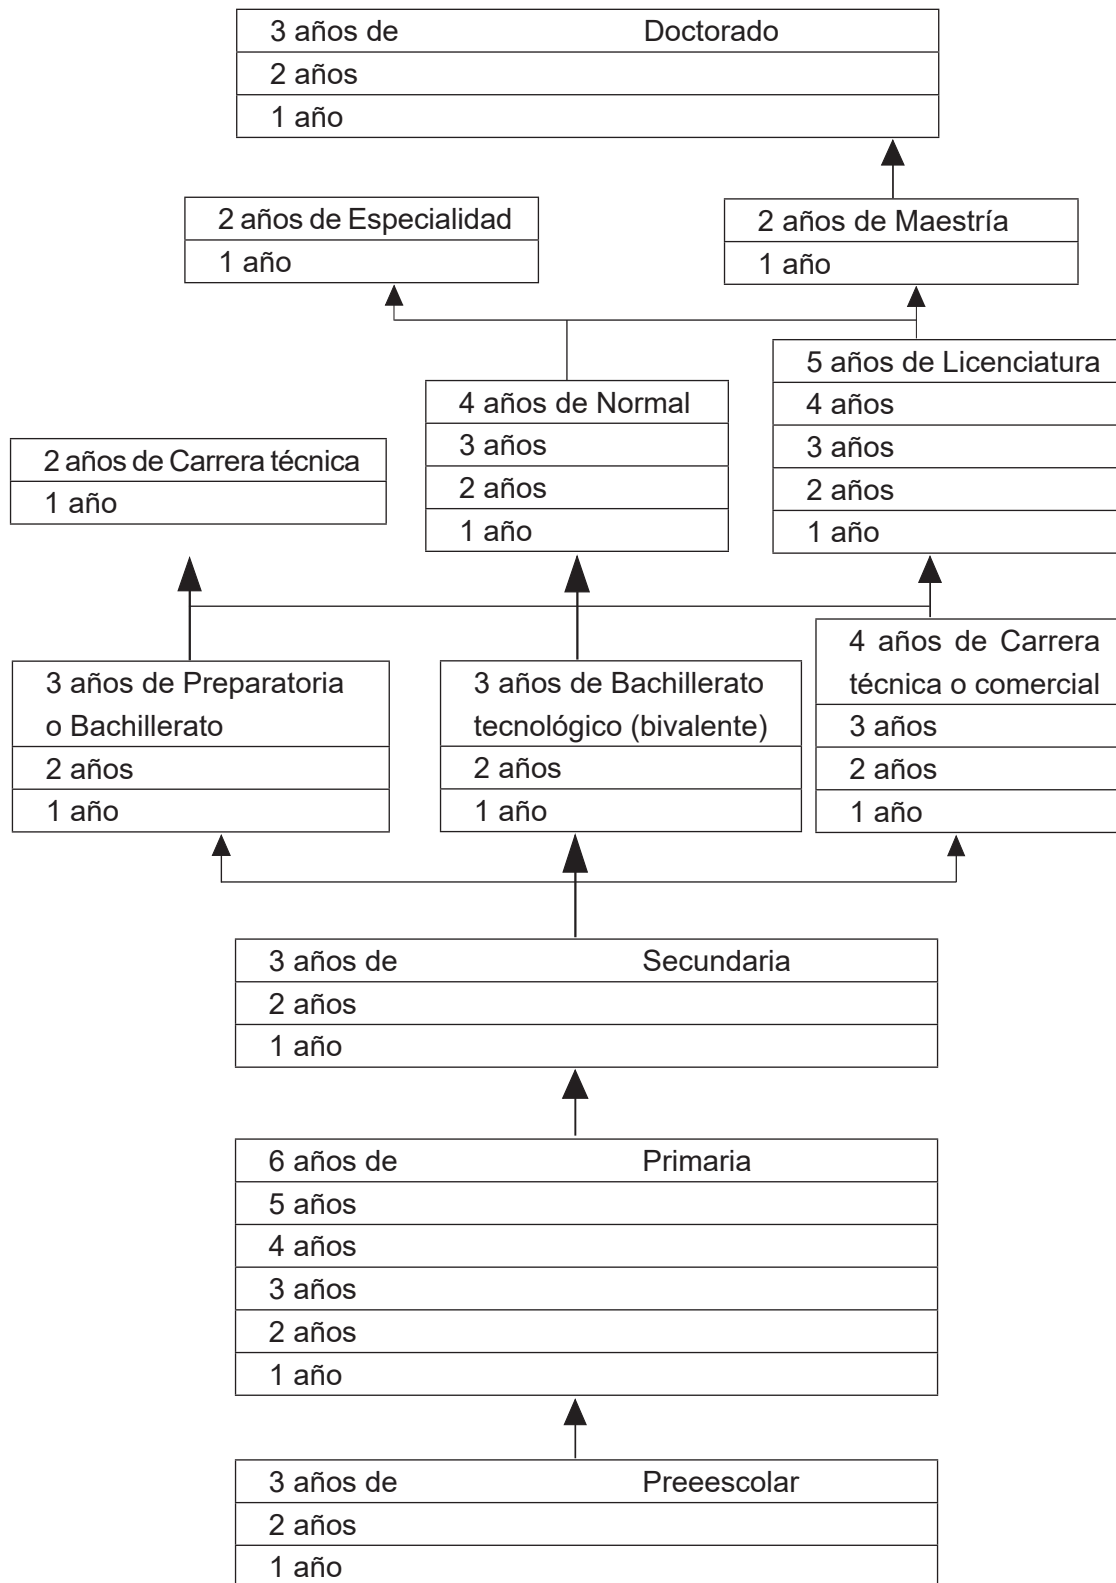 3 años de Doctorado
2 años
1 año
2 años de Especialidad
1 año
2 años de Maestría
1 año
5 años de Licenciatura
4 años
3 años
2 años
1 año
4 años de Normal
3 años
2 años
1 año
2 años de Carrera técnica
1 año
3 años de Preparatoria
o Bachillerato
2 años
1 año
3 años de Bachillerato
tecnológico (bivalente)
2 años
1 año
4 años de Carrera
técnica o comercial
3 años
2 años
1 año
3 años de Secundaria
2 años
1 año
6 años de Primaria
5 años
4 años
3 años
2 años
1 año
3 años de Preeescolar
2 años
1 año